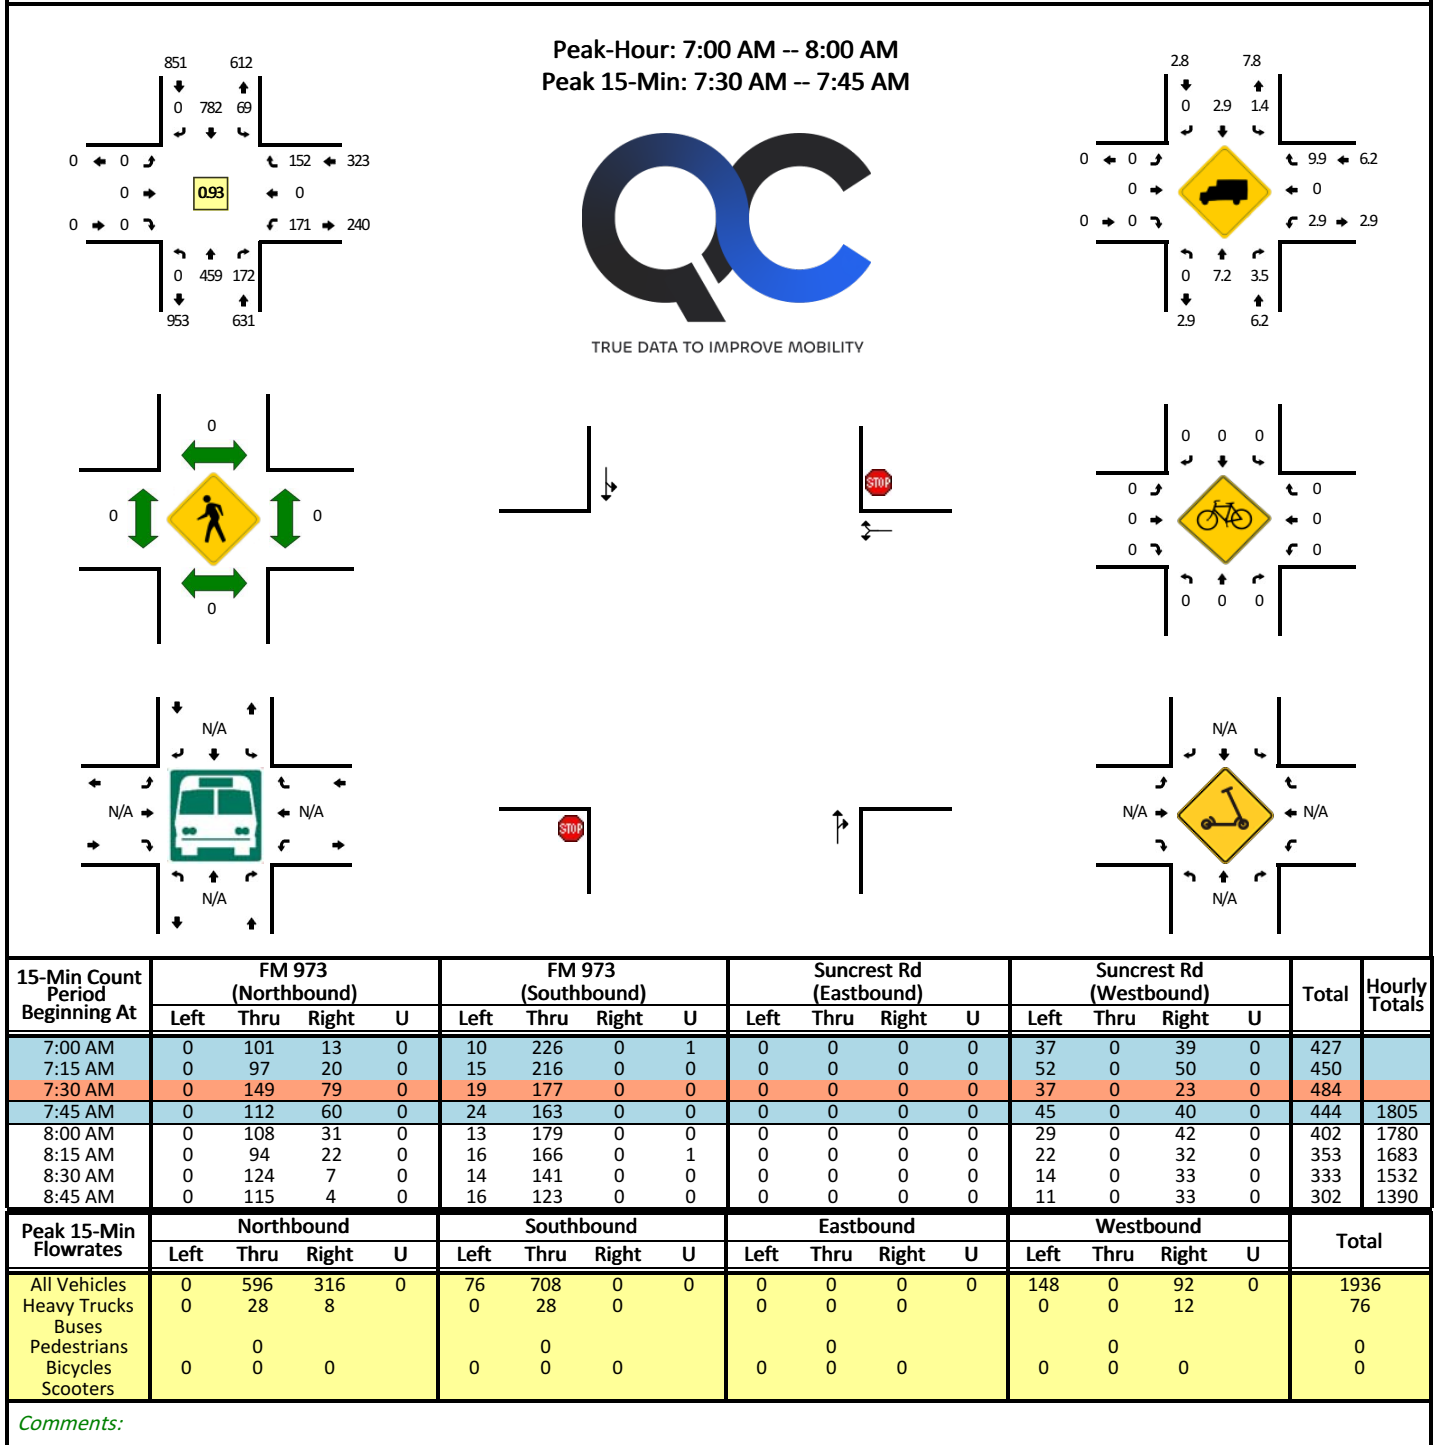 Peak-Hour: 7:00 AM -- 8:00 AM
Peak 15-Min: 7:30 AM -- 7:45 AM
851 612
0 782 69
0 0 152 323
0 0.93 0
0 0 171 240
0 459 172
953 631
QC
TRUE DATA TO IMPROVE MOBILITY
2.8 7.8
0 2.9 1.4
0 0 9.9 6.2
0 0
0 0 2.9 2.9
0 7.2 3.5
2.9 6.2
0
0 0
0
STOP
0 0 0
0 0
0 0
0 0
0 0 0
N/A
N/A N/A
N/A
STOP
N/A
N/A N/A
N/A
15-Min Count Period Beginning At FM 973 (Northbound) FM 973 (Southbound) Suncrest Rd (Eastbound) Suncrest Rd (Westbound) Total Hourly Totals
Left Thru Right U Left Thru Right U Left Thru Right U Left Thru Right U
7:00 AM 0 101 13 0 10 226 0 1 0 0 0 0 37 0 39 0 427
7:15 AM 0 97 20 0 15 216 0 0 0 0 0 0 52 0 50 0 450
7:30 AM 0 149 79 0 19 177 0 0 0 0 0 0 37 0 23 0 484
7:45 AM 0 112 60 0 24 163 0 0 0 0 0 0 45 0 40 0 444 1805
8:00 AM 0 108 31 0 13 179 0 0 0 0 0 0 29 0 42 0 402 1780
8:15 AM 0 94 22 0 16 166 0 1 0 0 0 0 22 0 32 0 353 1683
8:30 AM 0 124 7 0 14 141 0 0 0 0 0 0 14 0 33 0 333 1532
8:45 AM 0 115 4 0 16 123 0 0 0 0 0 0 11 0 33 0 302 1390
Peak 15-Min Flowrates Northbound Southbound Eastbound Westbound Total
Left Thru Right U Left Thru Right U Left Thru Right U Left Thru Right U
All Vehicles 0 596 316 0 76 708 0 0 0 0 0 0 148 0 92 0 1936
Heavy Trucks 0 28 8 0 28 0 0 0 0 0 0 12 76
Buses
Pedestrians 0 0 0 0 0
Bicycles 0 0 0 0 0 0 0 0 0 0 0 0 0
Scooters
Comments: